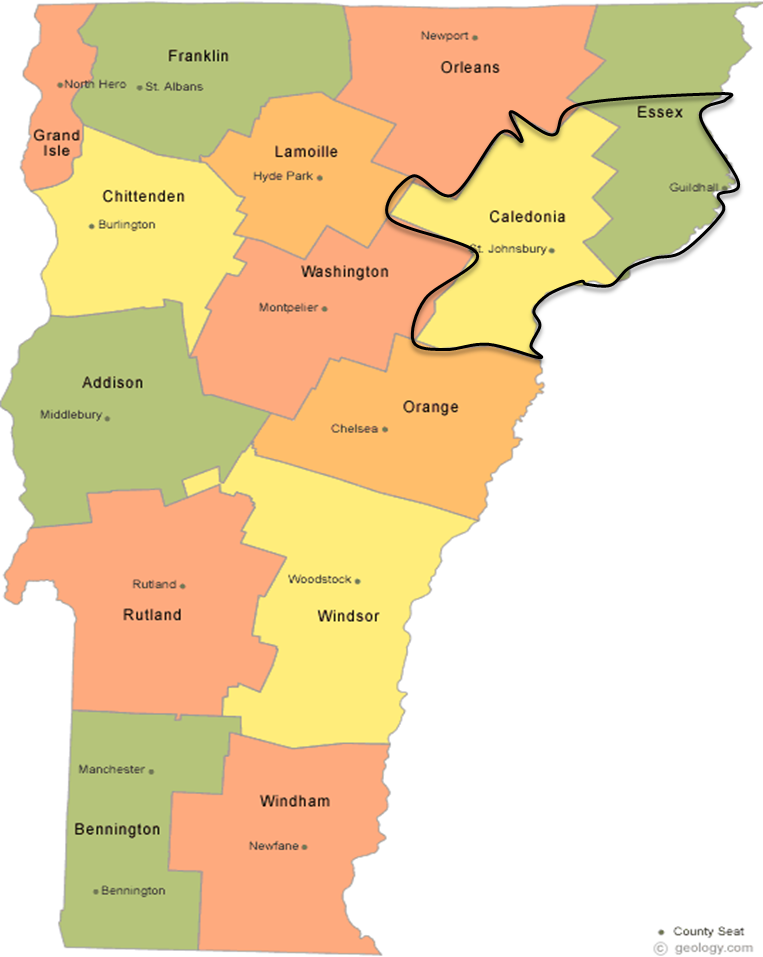 Newport
Orleans
Franklin
North Hero
St. Albans
Essex
Grand
Isle
Lamoille
Hyde Park
Guildhall
Chittenden
Burlington
Caledonia
St. Johnsbury
Washington
Montpelier
Addison
Middlebury
Orange
Chelsea
Rutland
Rutland
Woodstock
Windsor
Manchester
Bennington
Bennington
Windham
Newfane
County Seat
© geology.com